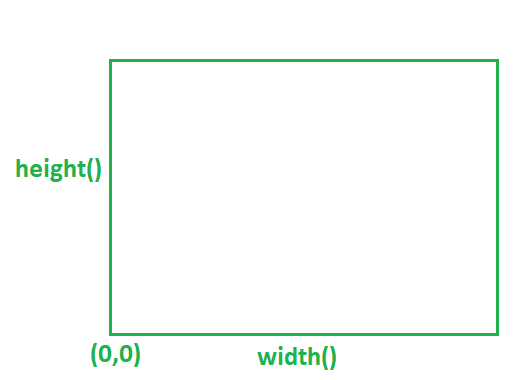 height()
(0,0)
width()